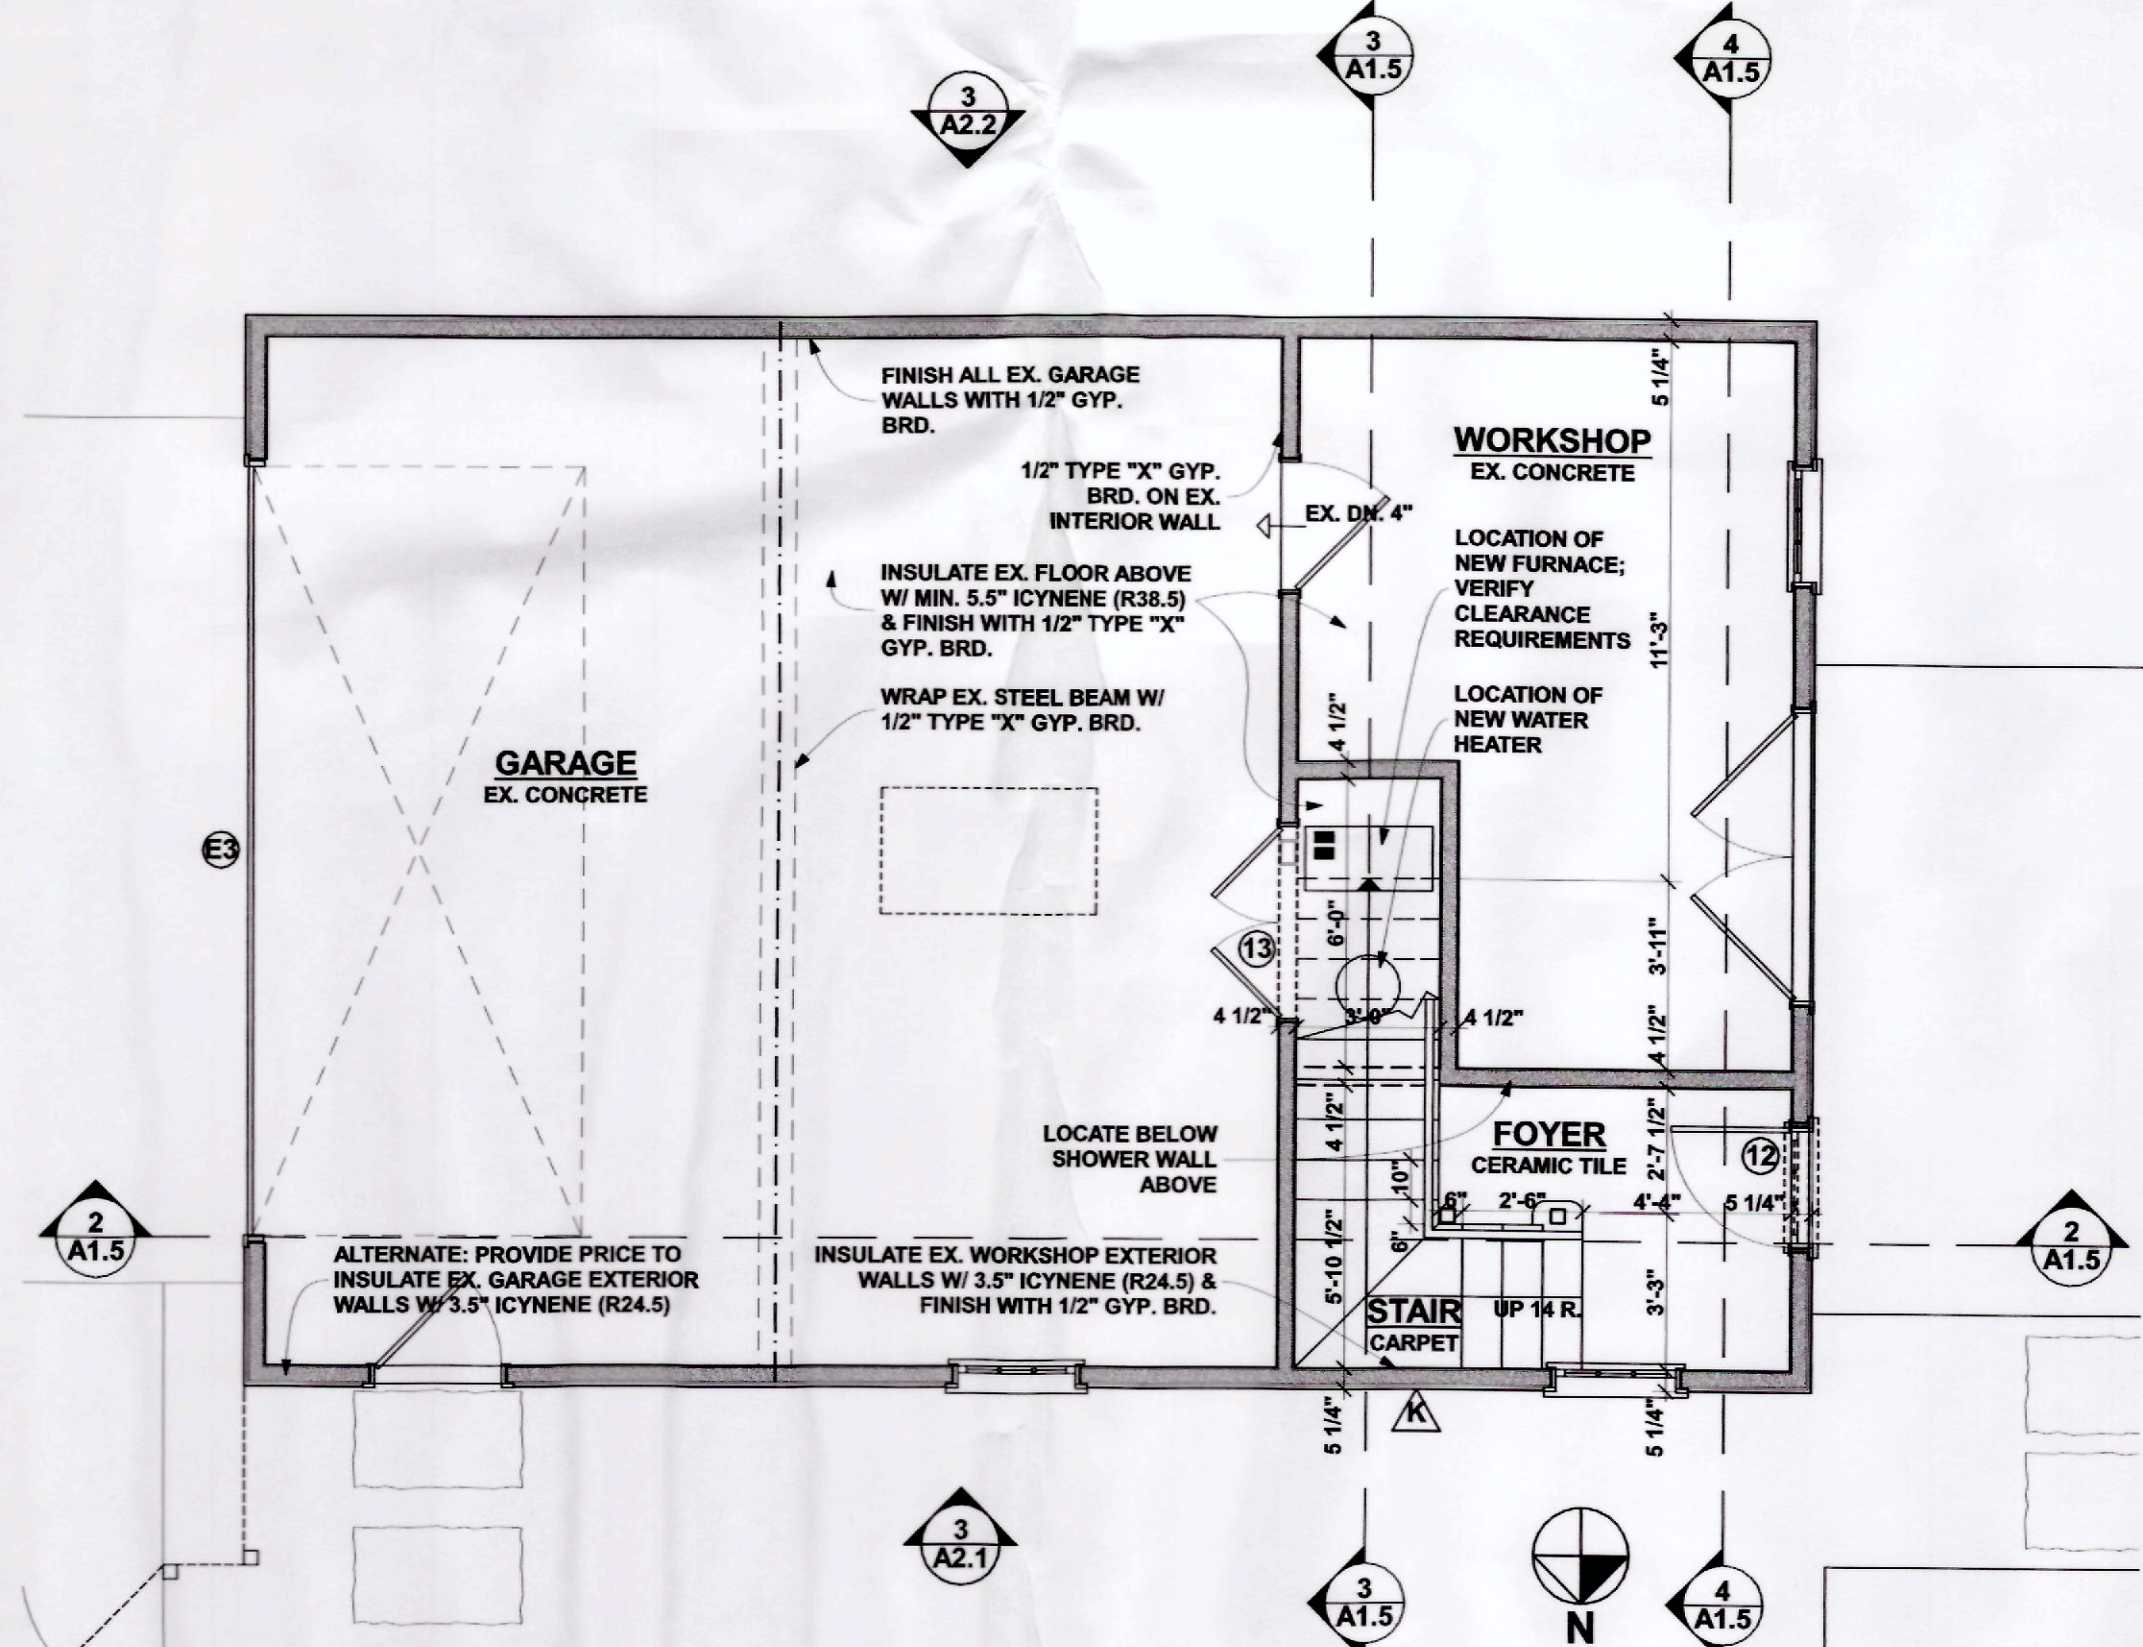 3
A1.5
4
A1.5
3
A2.2
FINISH ALL EX. GARAGE
WALLS WITH 1/2" GYP.
BRD.
5 1/4"
WORKSHOP
EX. CONCRETE
1/2" TYPE "X" GYP.
BRD. ON EX.
INTERIOR WALL
EX. DN. 4"
LOCATION OF
NEW FURNACE;
VERIFY
CLEARANCE
REQUIREMENTS
INSULATE EX. FLOOR ABOVE
W/ MIN. 5.5" ICYNENE (R38.5)
& FINISH WITH 1/2" TYPE "X"
GYP. BRD.
11'-3"
WRAP EX. STEEL BEAM W/
1/2" TYPE "X" GYP. BRD.
4 1/2"
LOCATION OF
NEW WATER
HEATER
GARAGE
EX. CONCRETE
E3
6'-0"
13
3'-11"
4 1/2"
3'-0"
4 1/2"
4 1/2"
LOCATE BELOW
SHOWER WALL
ABOVE
4 1/2"
FOYER
CERAMIC TILE
2'-7 1/2"
12
10"
6"
2'-6"
4'-4"
5 1/4"
2
A1.5
2
A1.5
6"
ALTERNATE: PROVIDE PRICE TO
INSULATE EX. GARAGE EXTERIOR
WALLS W/ 3.5" ICYNENE (R24.5)
INSULATE EX. WORKSHOP EXTERIOR
WALLS W/ 3.5" ICYNENE (R24.5) &
FINISH WITH 1/2" GYP. BRD.
5'-10 1/2"
STAIR
CARPET
UP 14 R.
3'-3"
5 1/4"
K
5 1/4"
3
A2.1
3
A1.5
N
4
A1.5